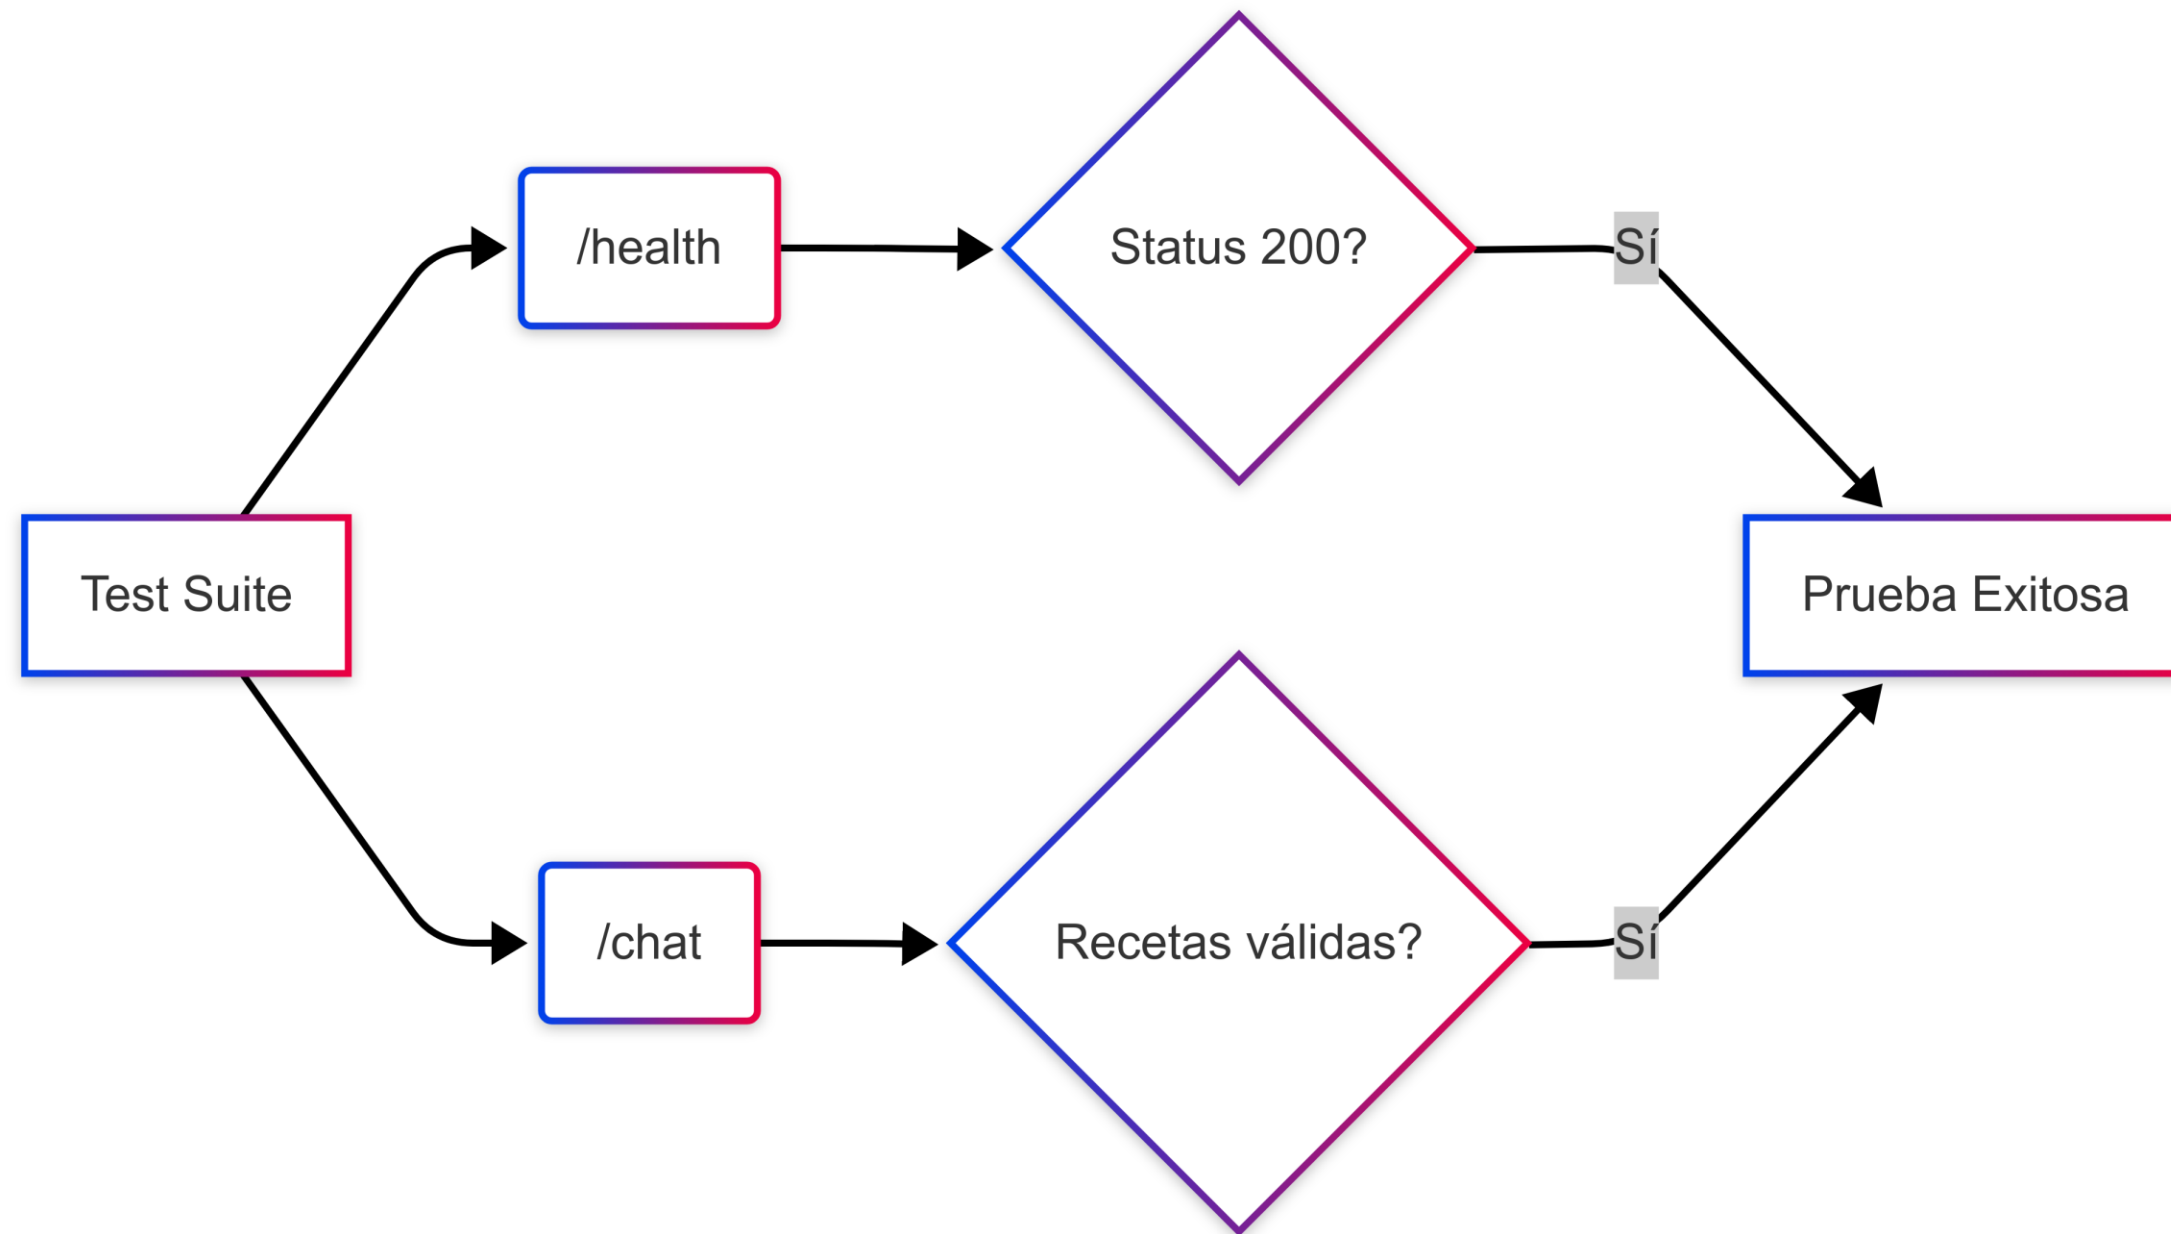 /health
Status 200?
Sí
Test Suite
Prueba Exitosa
/chat
Recetas válidas?
Sí